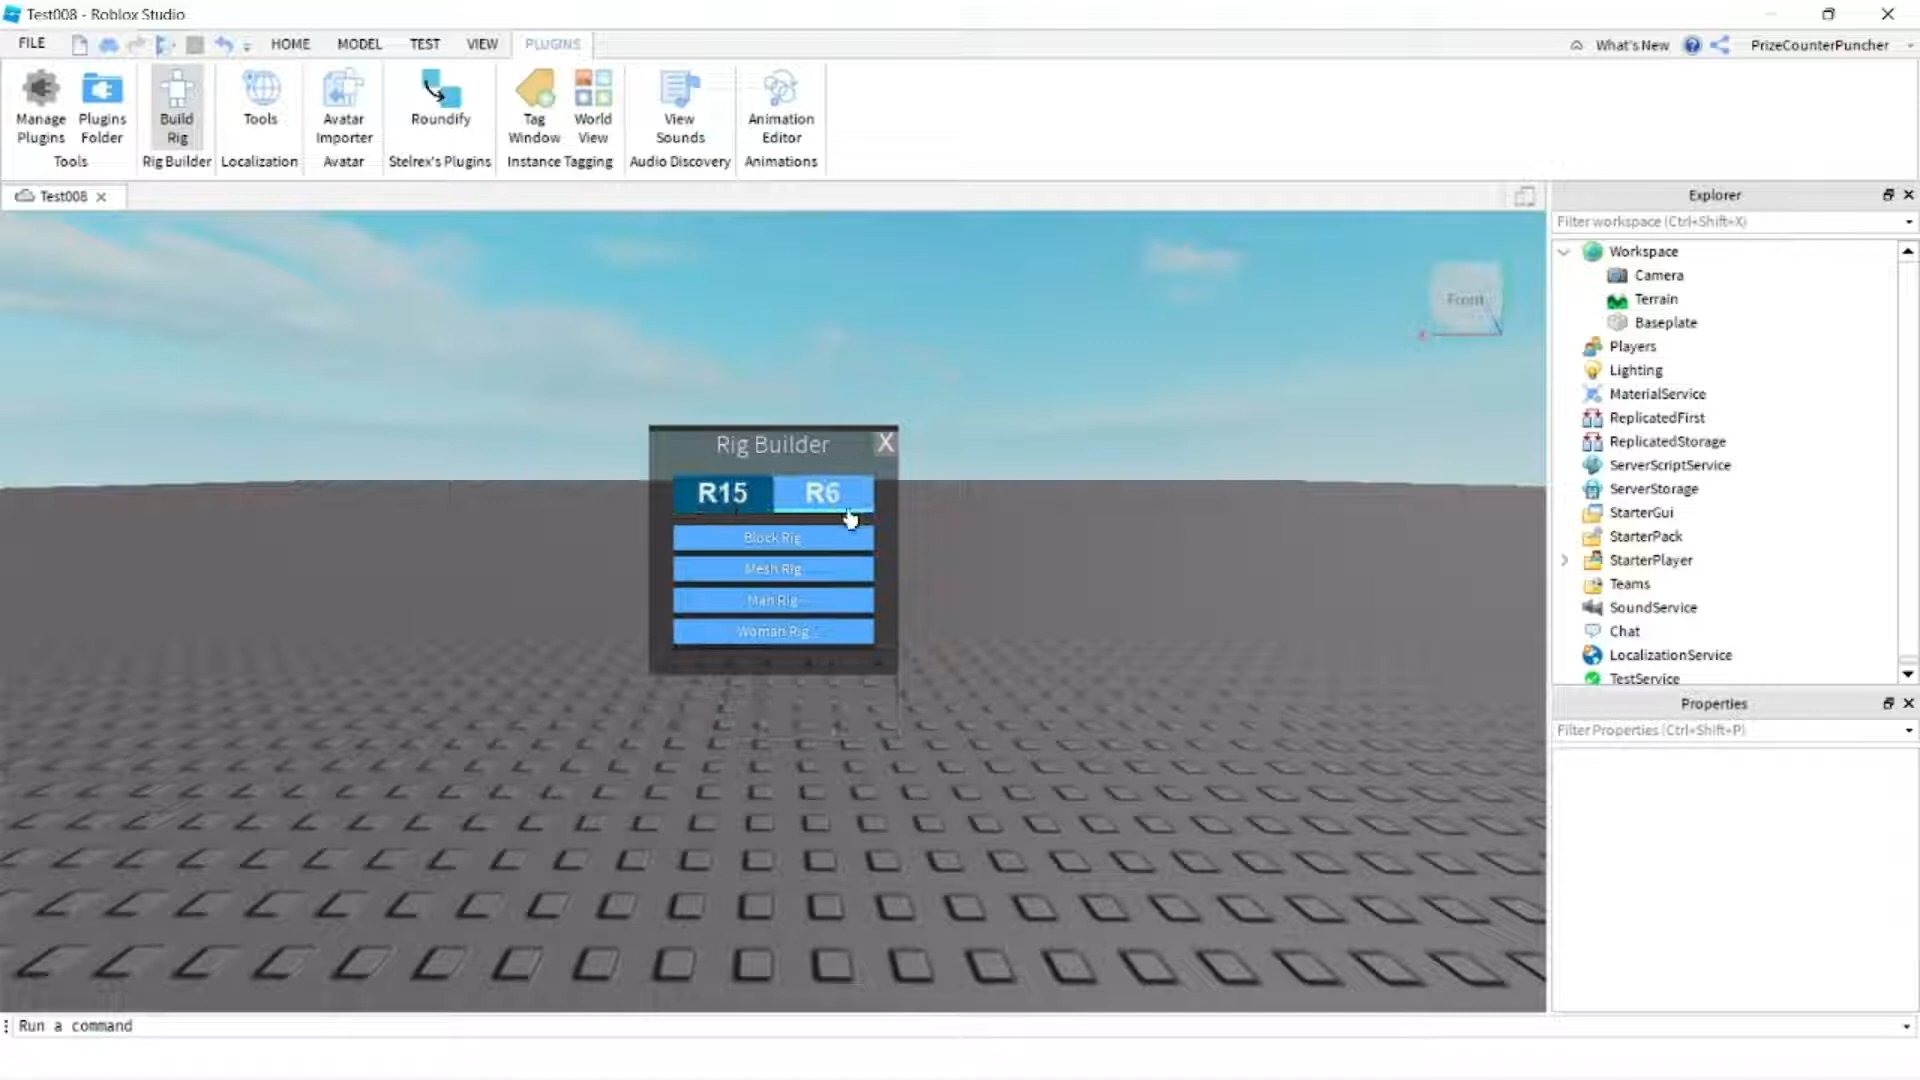 Test008 - Roblox Studio
FILE HOME MODEL TEST VIEW PLUGINS What's New PrizeCounterPuncher
Manage Plugins
Plugins Folder
Tools
Build Rig
Rig Builder
Tools
Localization
Avatar Importer
Avatar
Roundify
Stelrex's Plugins
Tag Window
World View
Instance Tagging
View Sounds
Audio Discovery
Animation Editor
Animations
Test008
Front
Rig Builder X
R15 R6
Block Rig
Mesh Rig
Man Rig
Woman Rig
Explorer
Filter workspace (Ctrl+Shift+X)
Workspace
Camera
Terrain
Baseplate
Players
Lighting
MaterialService
ReplicatedFirst
ReplicatedStorage
ServerScriptService
ServerStorage
StarterGui
StarterPack
StarterPlayer
Teams
SoundService
Chat
LocalizationService
TestService
Properties
Filter Properties (Ctrl+Shift+P)
Run a command